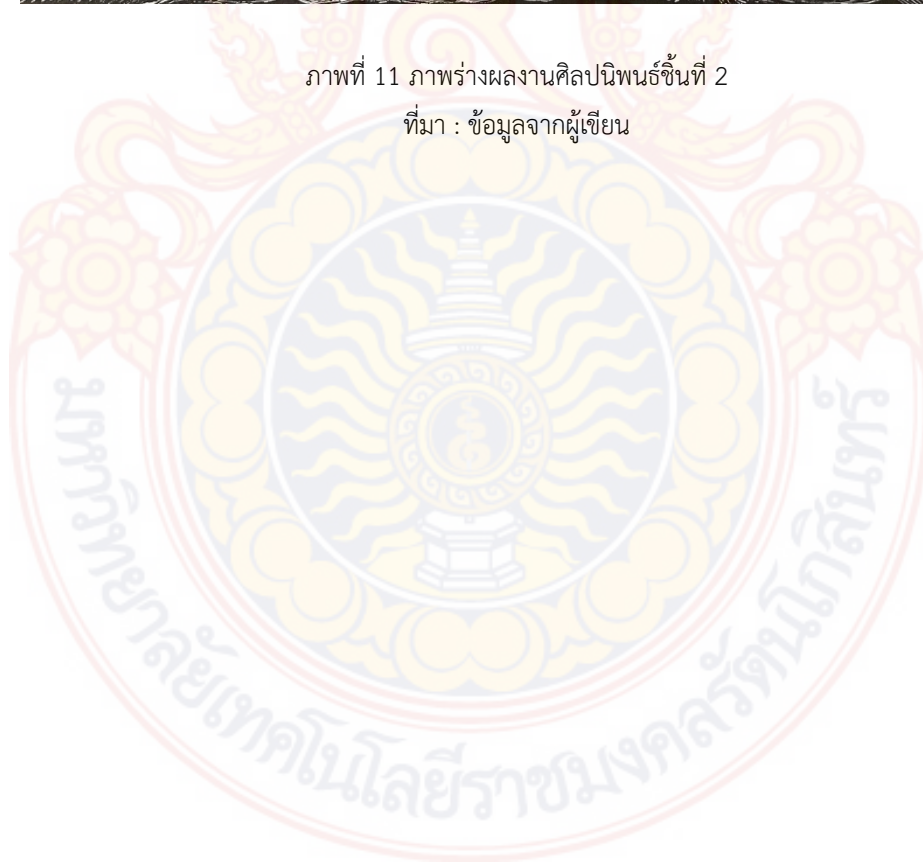 ภาพที่ 11 ภาพร่างผลงานศิลปนิพนธ์ชิ้นที่ 2
ที่มา : ข้อมูลจากผู้เขียน
มหาวิทยาลัยเทคโนโลยีราชมงคลรัตนโกสินทร์